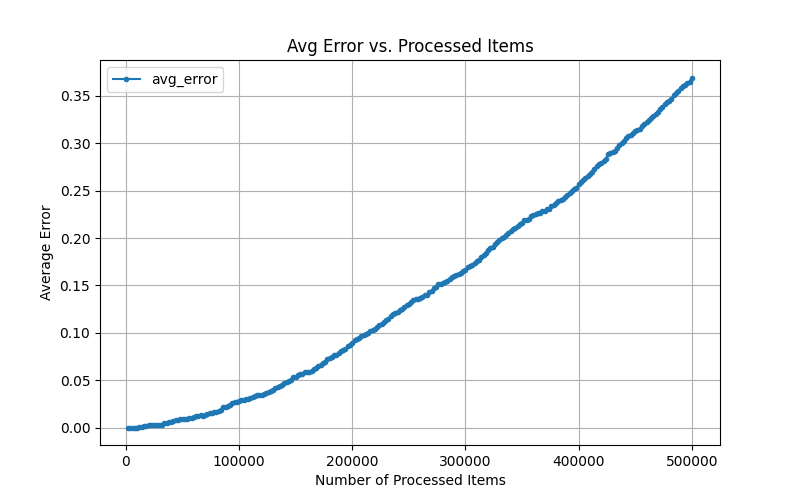 Avg Error vs. Processed Items
avg_error
0.35
0.30
0.25
0.20
0.15
0.10
0.05
0.00
Average Error
0 100000 200000 300000 400000 500000
Number of Processed Items